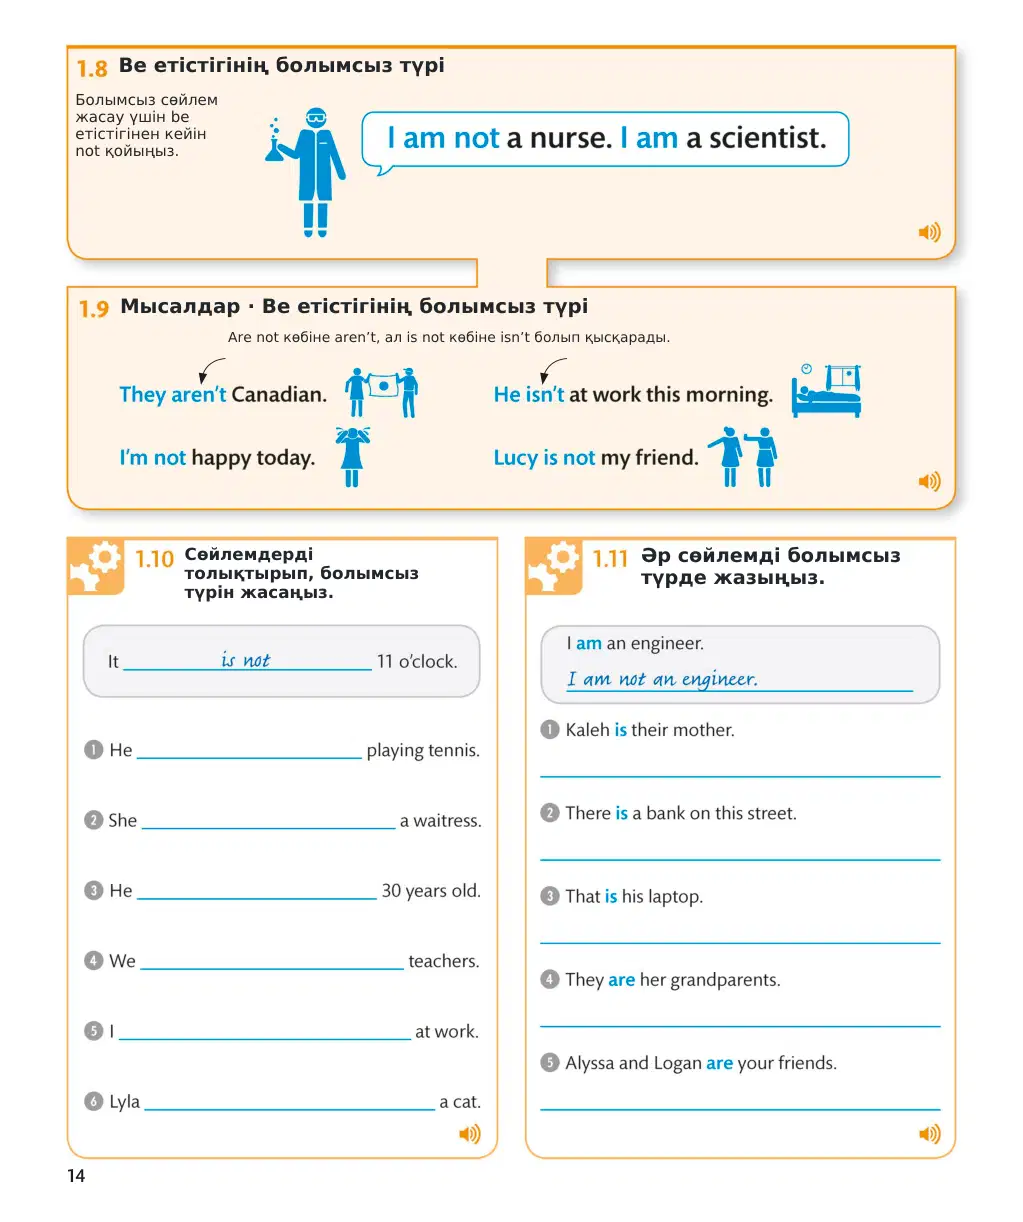 1.8 Be етістігінің болымсыз түрі
Болымсыз сөйлем
жасау үшін be
етістігінен кейін
not қойыңыз.
I am not a nurse. I am a scientist.
1.9 Мысалдар · Be етістігінің болымсыз түрі
Are not көбіне aren’t, ал is not көбіне isn’t болып қысқарады.
They aren’t Canadian.
He isn’t at work this morning.
I’m not happy today.
Lucy is not my friend.
1.10 Сөйлемдерді
толықтырып, болымсыз
түрін жасаңыз.
It is not 11 o’clock.
1 He playing tennis.
2 She a waitress.
3 He 30 years old.
4 We teachers.
5 I at work.
6 Lyla a cat.
1.11 Әр сөйлемді болымсыз
түрде жазыңыз.
I am an engineer.
I am not an engineer.
1 Kaleh is their mother.
2 There is a bank on this street.
3 That is his laptop.
4 They are her grandparents.
5 Alyssa and Logan are your friends.
14